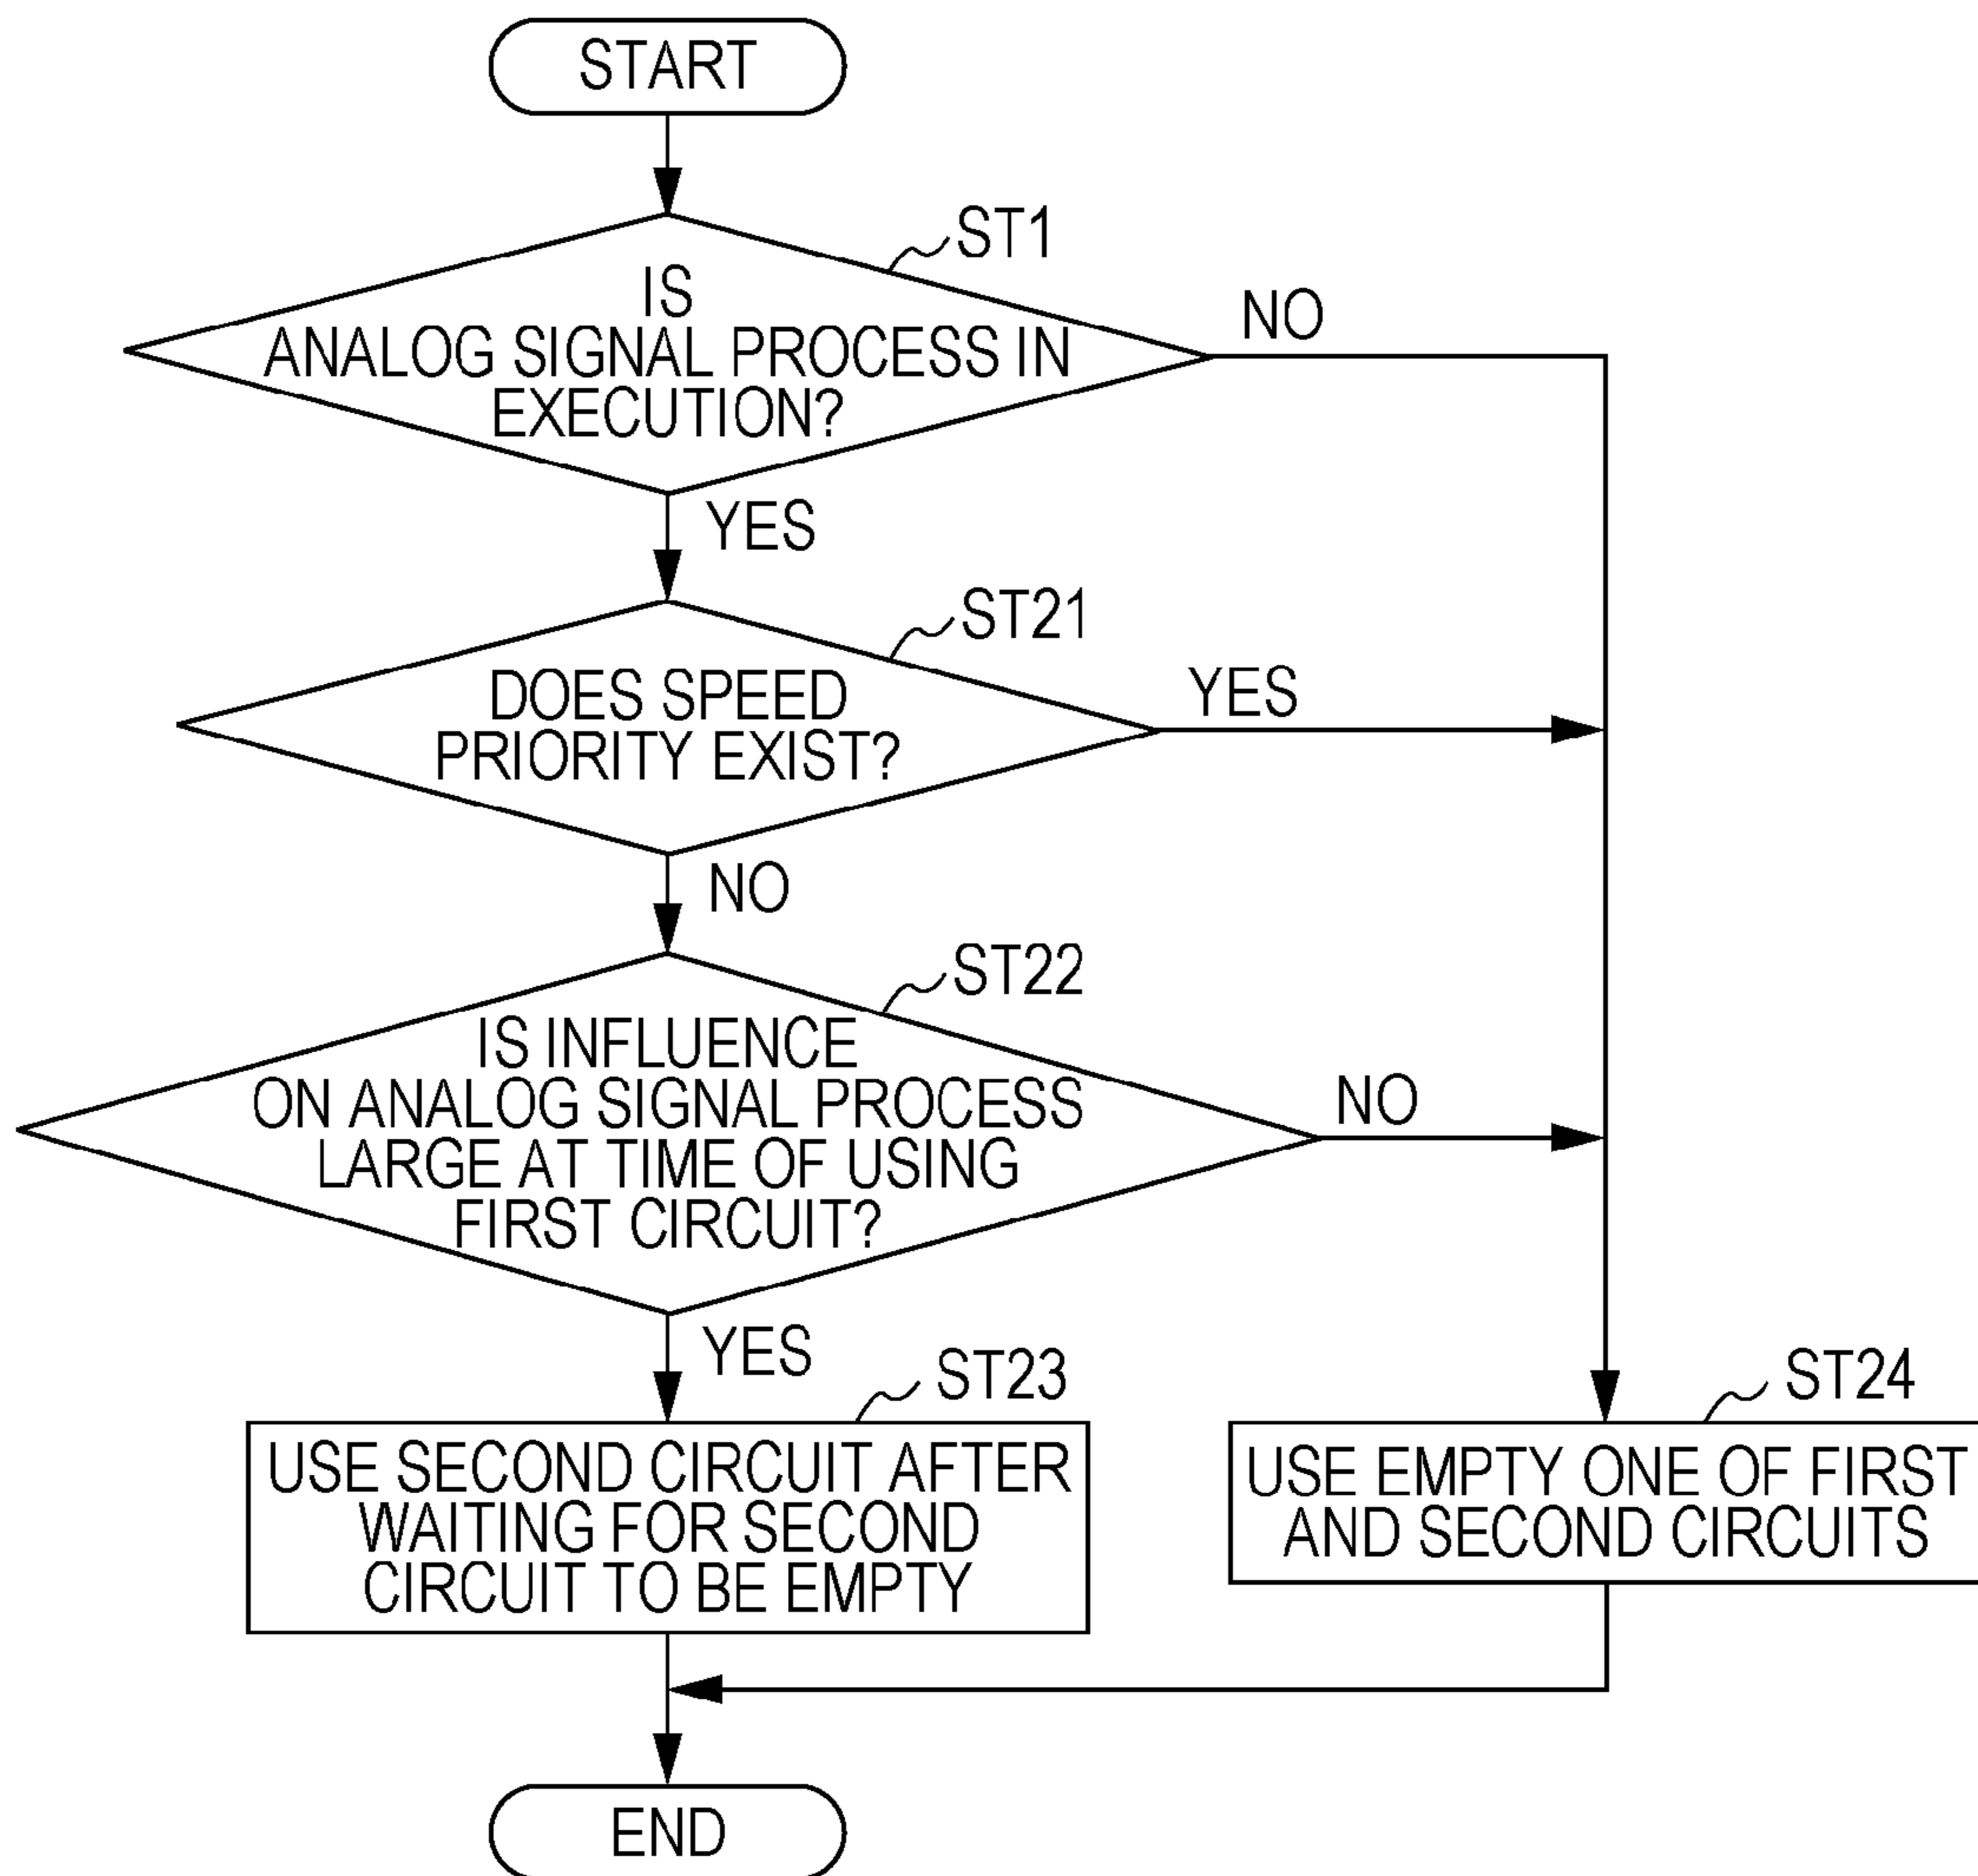 START
ST1
IS
ANALOG SIGNAL PROCESS IN
EXECUTION?
NO
YES
ST21
DOES SPEED
PRIORITY EXIST?
YES
NO
ST22
IS INFLUENCE
ON ANALOG SIGNAL PROCESS
LARGE AT TIME OF USING
FIRST CIRCUIT?
NO
YES
ST23
USE SECOND CIRCUIT AFTER
WAITING FOR SECOND
CIRCUIT TO BE EMPTY
ST24
USE EMPTY ONE OF FIRST
AND SECOND CIRCUITS
END